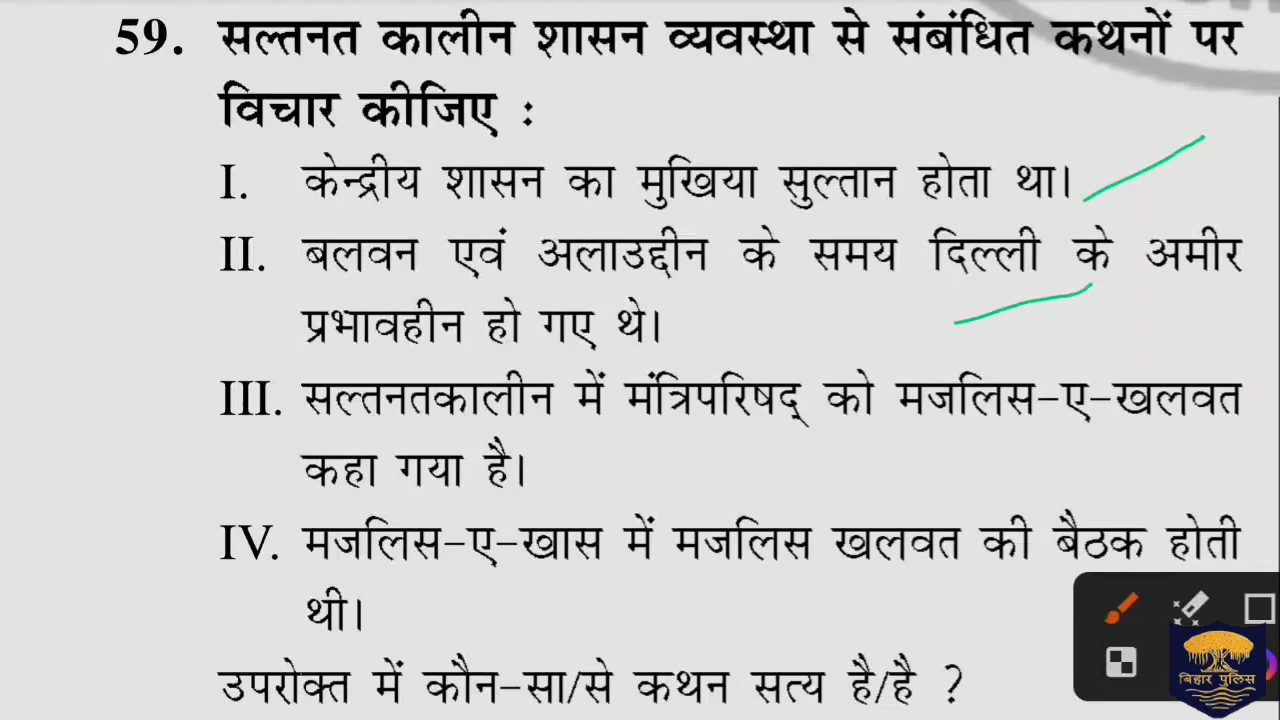 59. सल्तनत कालीन शासन व्यवस्था से संबंधित कथनों पर
विचार कीजिए :
I. केन्द्रीय शासन का मुखिया सुल्तान होता था।
II. बलवन एवं अलाउद्दीन के समय दिल्ली के अमीर
प्रभावहीन हो गए थे।
III. सल्तनतकालीन में मंत्रिपरिषद् को मजलिस-ए-खलवत
कहा गया है।
IV. मजलिस-ए-खास में मजलिस खलवत की बैठक होती
थी।
उपरोक्त में कौन-सा/से कथन सत्य है/है ?
बिहार पुलिस